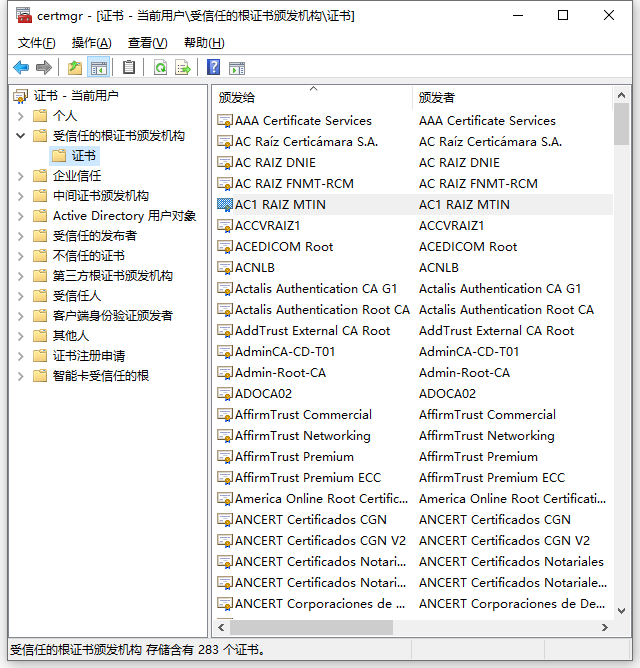 certmgr - [证书 - 当前用户\受信任的根证书颁发机构\证书]
文件(F) 操作(A) 查看(V) 帮助(H)
证书 - 当前用户
个人
受信任的根证书颁发机构
证书
企业信任
中间证书颁发机构
Active Directory 用户对象
受信任的发布者
不信任的证书
第三方根证书颁发机构
受信任人
客户端身份验证颁发者
其他人
证书注册申请
智能卡受信任的根
颁发给 颁发者
AAA Certificate Services AAA Certificate Services
AC Raíz Certicámara S.A. AC Raíz Certicámara S.A.
AC RAIZ DNIE AC RAIZ DNIE
AC RAIZ FNMT-RCM AC RAIZ FNMT-RCM
AC1 RAIZ MTIN AC1 RAIZ MTIN
ACCVRAIZ1 ACCVRAIZ1
ACEDICOM Root ACEDICOM Root
ACNLB ACNLB
Actalis Authentication CA G1 Actalis Authentication CA G1
Actalis Authentication Root CA Actalis Authentication Root CA
AddTrust External CA Root AddTrust External CA Root
AdminCA-CD-T01 AdminCA-CD-T01
Admin-Root-CA Admin-Root-CA
ADOCA02 ADOCA02
AffirmTrust Commercial AffirmTrust Commercial
AffirmTrust Networking AffirmTrust Networking
AffirmTrust Premium AffirmTrust Premium
AffirmTrust Premium ECC AffirmTrust Premium ECC
America Online Root Certific... America Online Root Certificati...
ANCERT Certificados CGN ANCERT Certificados CGN
ANCERT Certificados CGN V2 ANCERT Certificados CGN V2
ANCERT Certificados Notari... ANCERT Certificados Notariales
ANCERT Certificados Notari... ANCERT Certificados Notariale...
ANCERT Corporaciones de ... ANCERT Corporaciones de De...
受信任的根证书颁发机构 存储含有 283 个证书。